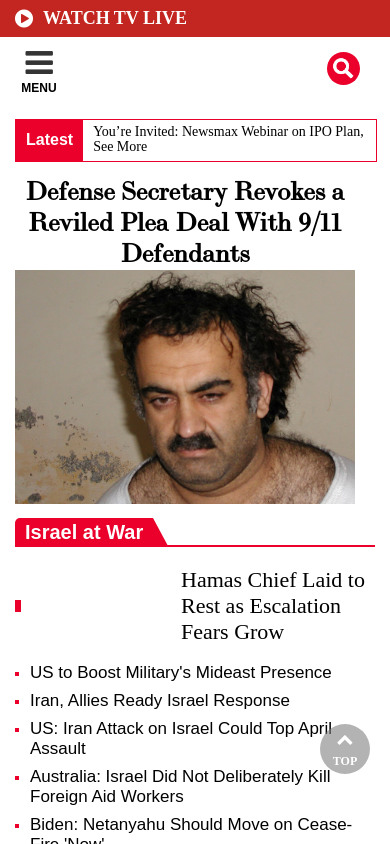 WATCH TV LIVE
MENU
Latest
You’re Invited: Newsmax Webinar on IPO Plan,
See More
Defense Secretary Revokes a
Reviled Plea Deal With 9/11
Defendants
Israel at War
Hamas Chief Laid to
Rest as Escalation
Fears Grow
US to Boost Military's Mideast Presence
Iran, Allies Ready Israel Response
US: Iran Attack on Israel Could Top April
Assault
TOP
Australia: Israel Did Not Deliberately Kill
Foreign Aid Workers
Biden: Netanyahu Should Move on Cease-
Fire 'Now'